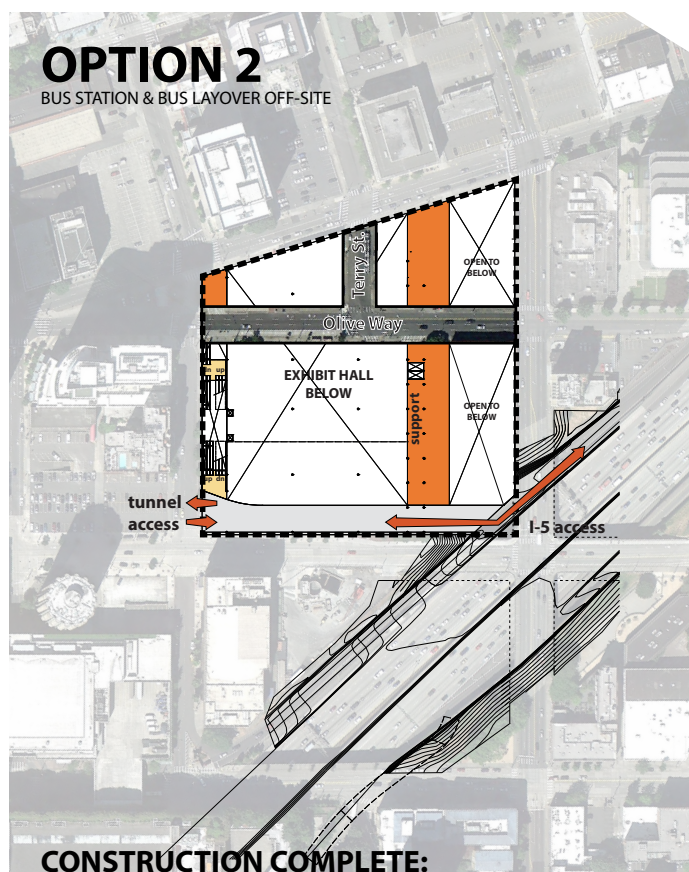 OPTION 2
BUS STATION & BUS LAYOVER OFF-SITE
Terry St.
OPEN TO
BELOW
Olive Way
EXHIBIT HALL
BELOW
up
support
OPEN TO
BELOW
up dn
tunnel
access
I-5 access
CONSTRUCTION COMPLETE: